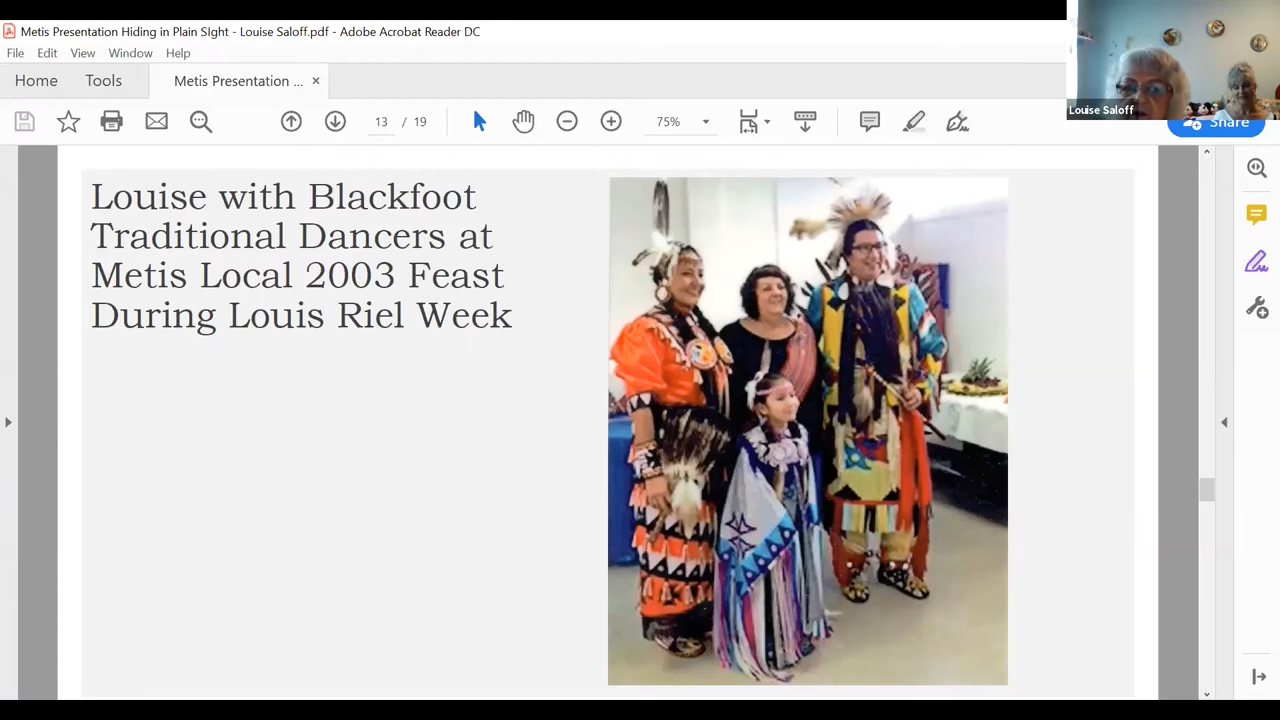 Metis Presentation Hiding in Plain SIght - Louise Saloff.pdf - Adobe Acrobat Reader DC
File Edit View Window Help
Home Tools Metis Presentation ... ×
13 / 19 75%
Louise Saloff
Share
Louise with Blackfoot
Traditional Dancers at
Metis Local 2003 Feast
During Louis Riel Week